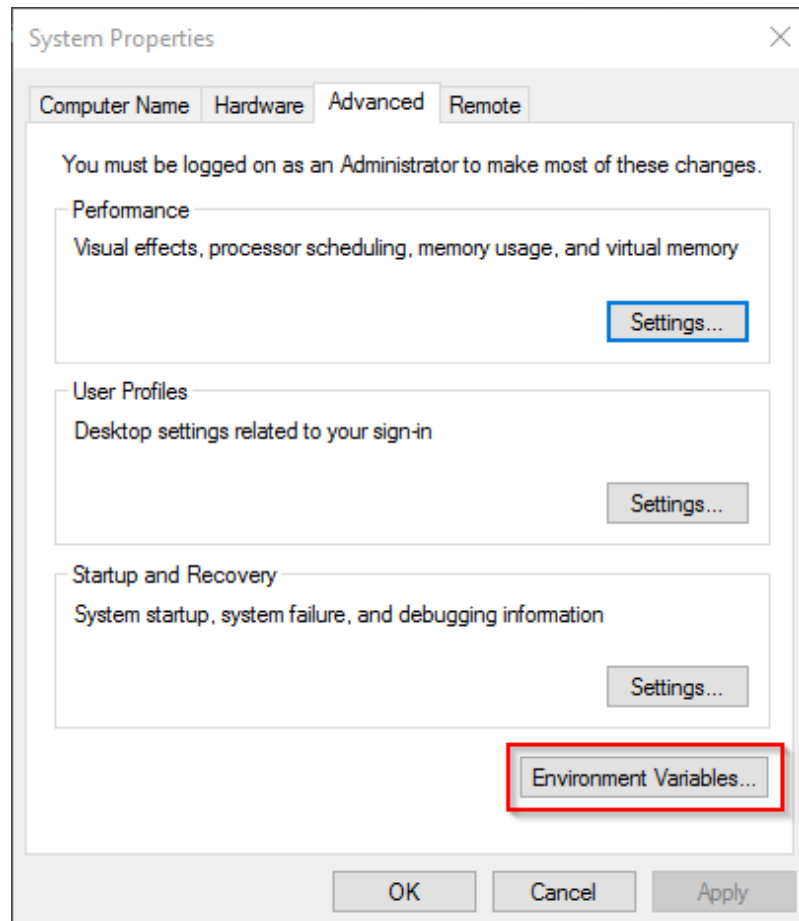 System Properties
Computer Name Hardware Advanced Remote
You must be logged on as an Administrator to make most of these changes.
Performance
Visual effects, processor scheduling, memory usage, and virtual memory
Settings...
User Profiles
Desktop settings related to your sign-in
Settings...
Startup and Recovery
System startup, system failure, and debugging information
Settings...
Environment Variables...
OK Cancel Apply